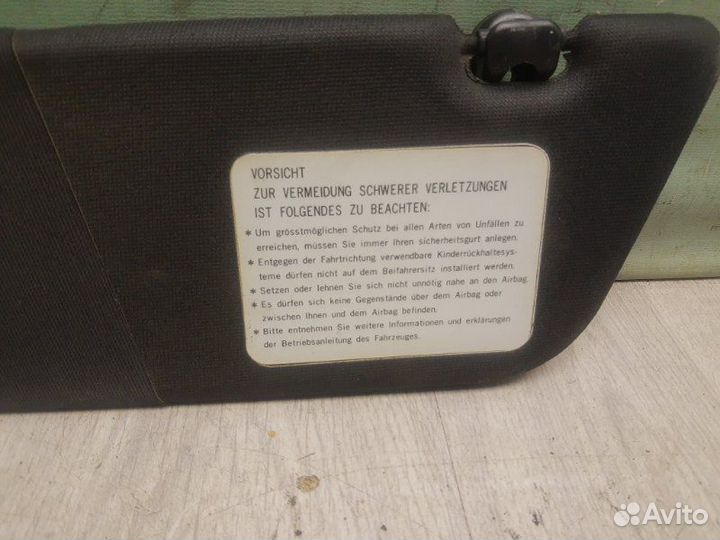 VORSICHT
ZUR VERMEIDUNG SCHWERER VERLETZUNGEN
IST FOLGENDES ZU BEACHTEN:
* Um grösstmöglichen Schutz bei allen Arten von Unfällen zu
erreichen, müssen Sie immer Ihren sicherheitsgurt anlegen.
* Entgegen der Fahrtrichtung verwendbare Kinderrückhaltesys-
teme dürfen nicht auf dem Beifahrersitz installiert werden.
* Setzen oder lehnen Sie sich nicht unnötig nahe an den Airbag.
* Es dürfen sich keine Gegenstände über dem Airbag oder
zwischen Ihnen und dem Airbag befinden.
* Bitte entnehmen Sie weitere Informationen und erklärungen
der Betriebsanleitung des Fahrzeuges.
Avito